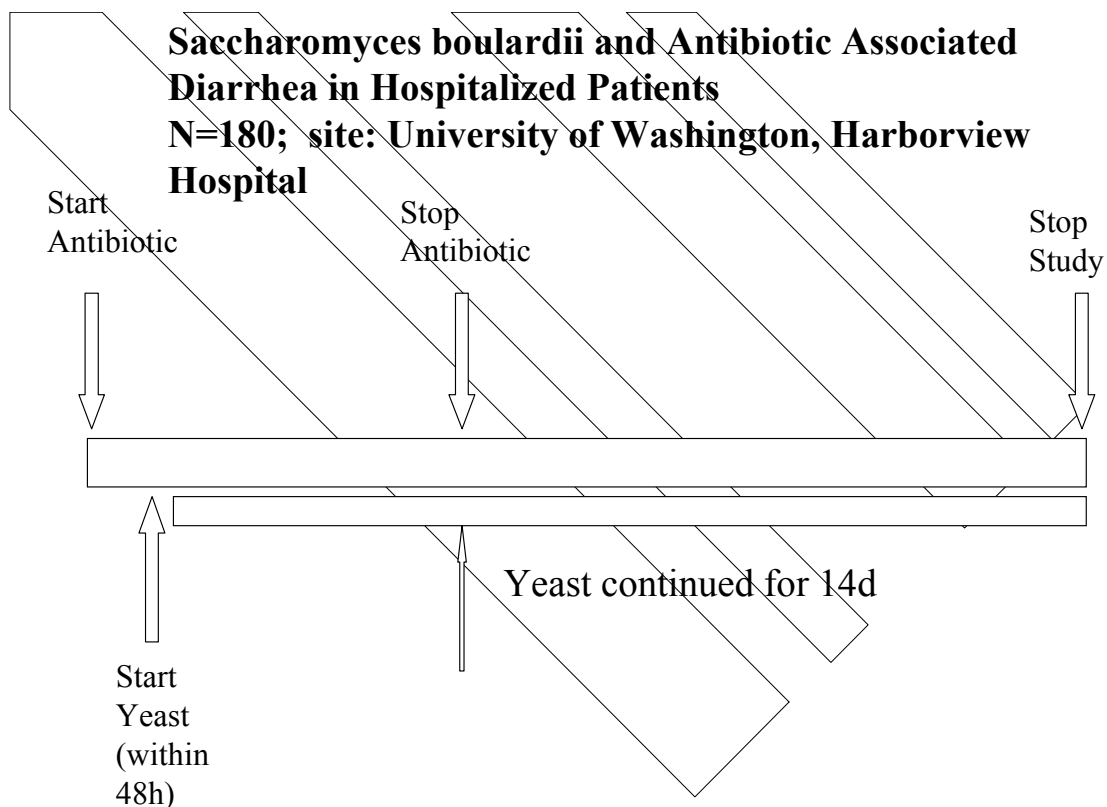 Saccharomyces boulardii and Antibiotic Associated
Diarrhea in Hospitalized Patients
N=180; site: University of Washington, Harborview
Hospital
Start
Antibiotic
Stop
Antibiotic
Stop
Study
Yeast continued for 14d
Start
Yeast
(within
48h)